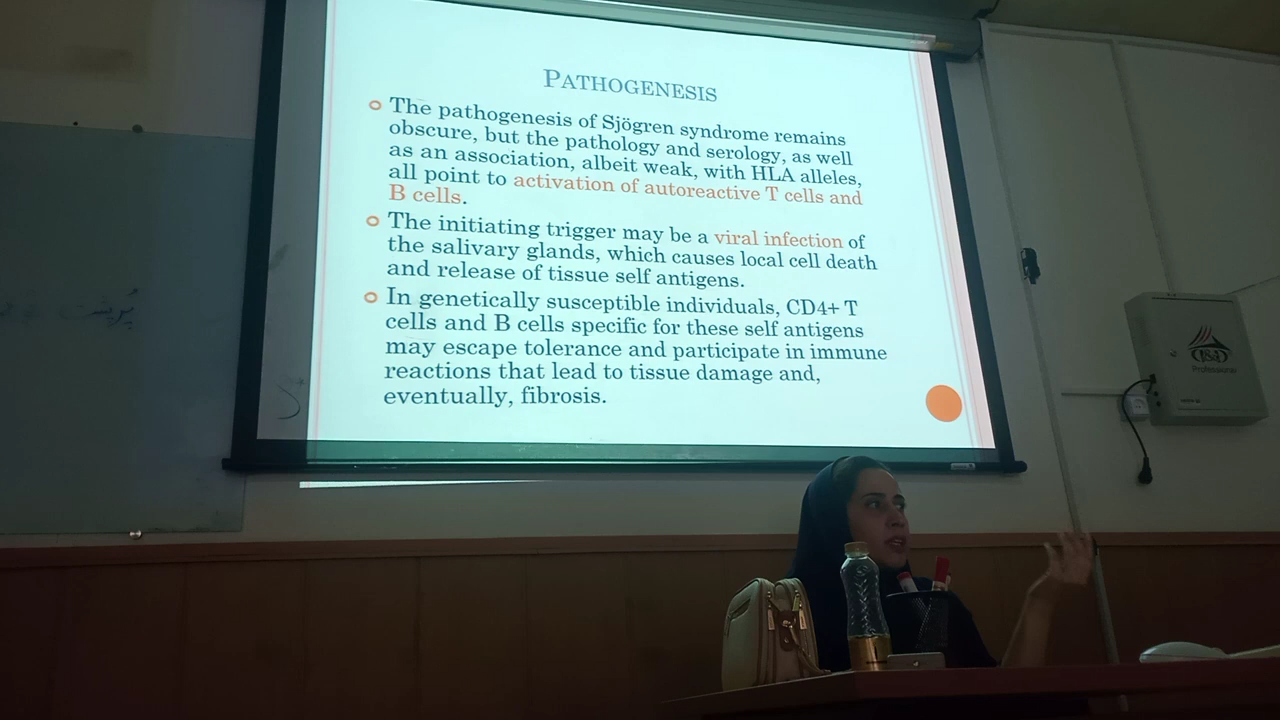 PATHOGENESIS
The pathogenesis of Sjögren syndrome remains
obscure, but the pathology and serology, as well
as an association, albeit weak, with HLA alleles,
all point to activation of autoreactive T cells and
B cells.
The initiating trigger may be a viral infection of
the salivary glands, which causes local cell death
and release of tissue self antigens.
In genetically susceptible individuals, CD4+ T
cells and B cells specific for these self antigens
may escape tolerance and participate in immune
reactions that lead to tissue damage and,
eventually, fibrosis.
Professional